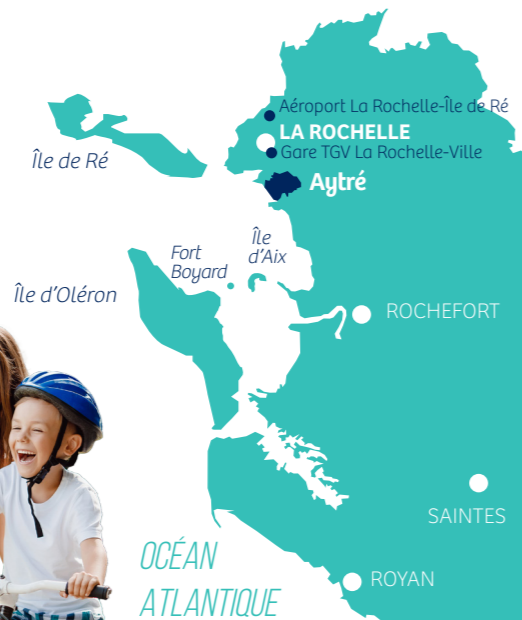 Aéroport La Rochelle-Île de Ré
LA ROCHELLE
Gare TGV La Rochelle-Ville
Île de Ré
Aytré
Île
d'Aix
Fort
Boyard
Île d'Oléron
ROCHEFORT
SAINTES
OCÉAN
ATLANTIQUE
ROYAN